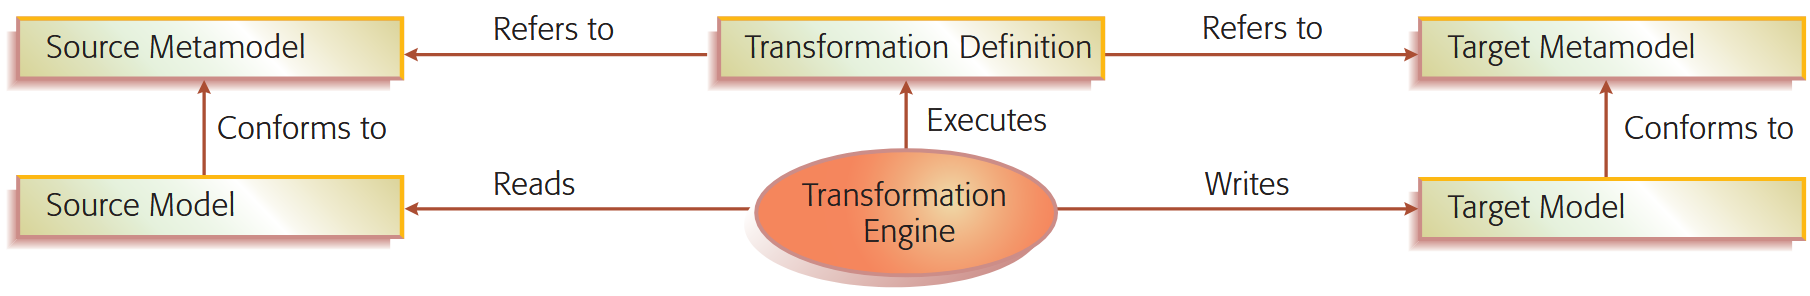 Source Metamodel
Refers to
Transformation Definition
Refers to
Target Metamodel
Conforms to
Executes
Conforms to
Source Model
Reads
Transformation
Engine
Writes
Target Model